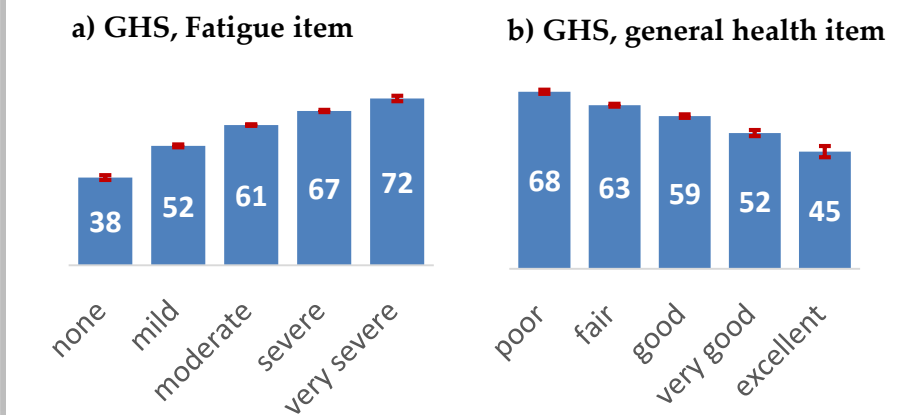 a) GHS, Fatigue item
38
52
61
67
72
none
mild
moderate
severe
very severe
b) GHS, general health item
68
63
59
52
45
poor
fair
good
very good
excellent